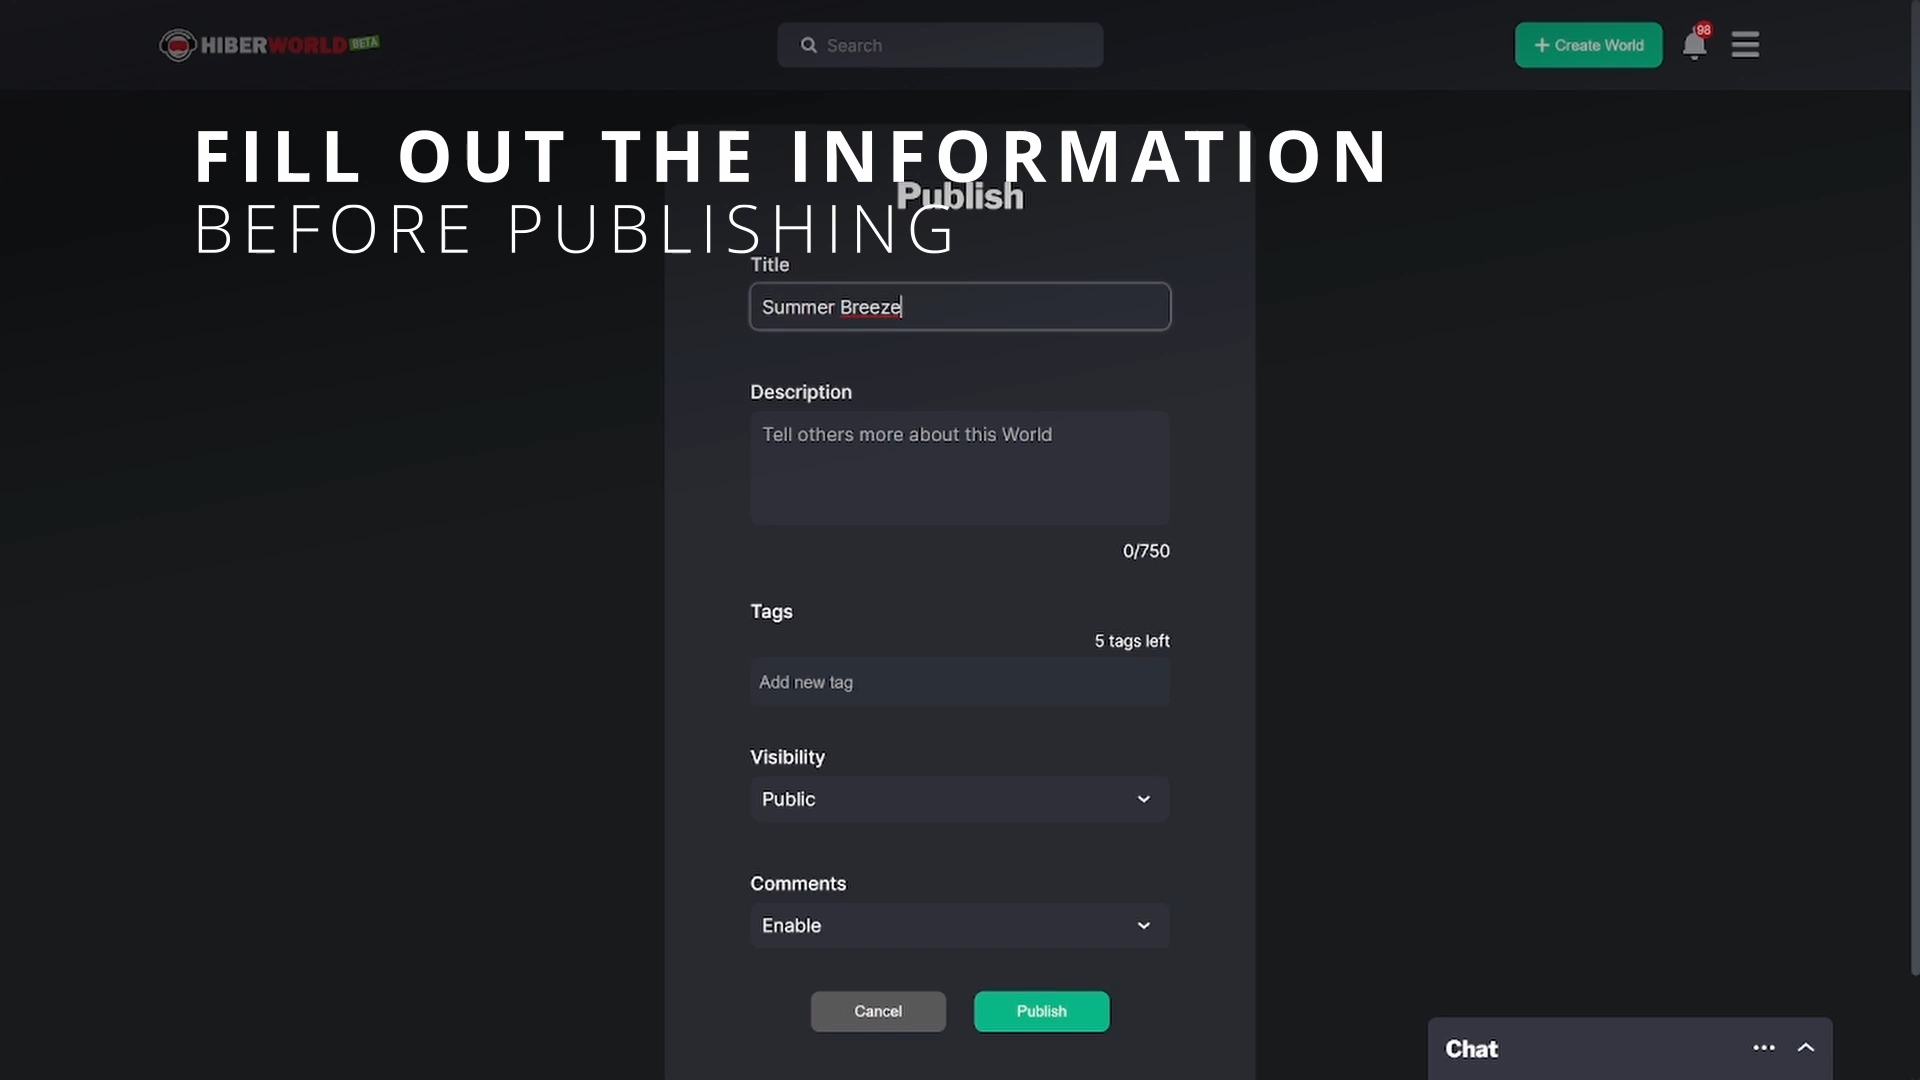 HIBERWORLD BETA
Search
+ Create World
98
FILL OUT THE INFORMATION
BEFORE PUBLISHING
Publish
Title
Summer Breeze
Description
Tell others more about this World
0/750
Tags
5 tags left
Add new tag
Visibility
Public
Comments
Enable
Cancel
Publish
Chat